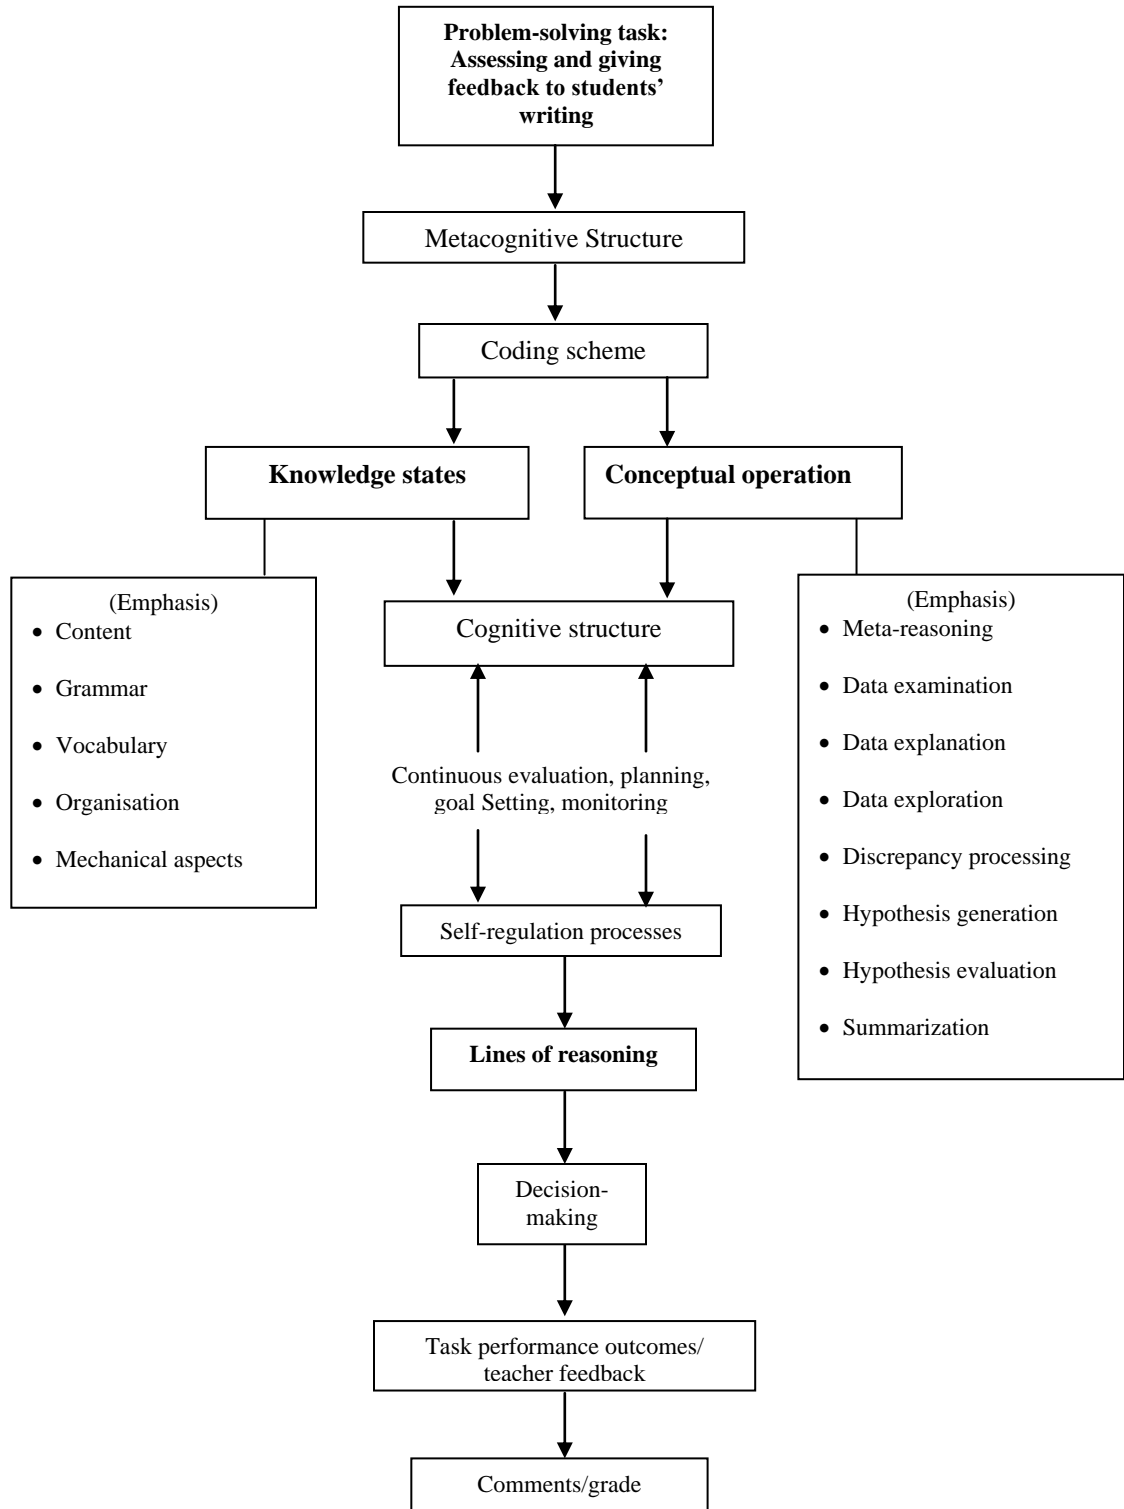 Problem-solving task:
Assessing and giving
feedback to students’
writing
Metacognitive Structure
Coding scheme
Knowledge states
Conceptual operation
(Emphasis)
• Content
• Grammar
• Vocabulary
• Organisation
• Mechanical aspects
Cognitive structure
(Emphasis)
• Meta-reasoning
• Data examination
• Data explanation
• Data exploration
• Discrepancy processing
• Hypothesis generation
• Hypothesis evaluation
• Summarization
Continuous evaluation, planning,
goal Setting, monitoring
Self-regulation processes
Lines of reasoning
Decision-
making
Task performance outcomes/
teacher feedback
Comments/grade